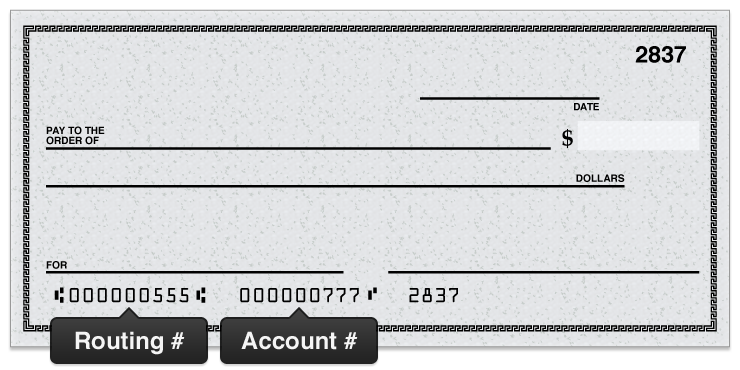 2837
DATE
PAY TO THE
ORDER OF
$
DOLLARS
FOR
⑆000000555⑆ 000000777⑈ 2837
Routing # Account #